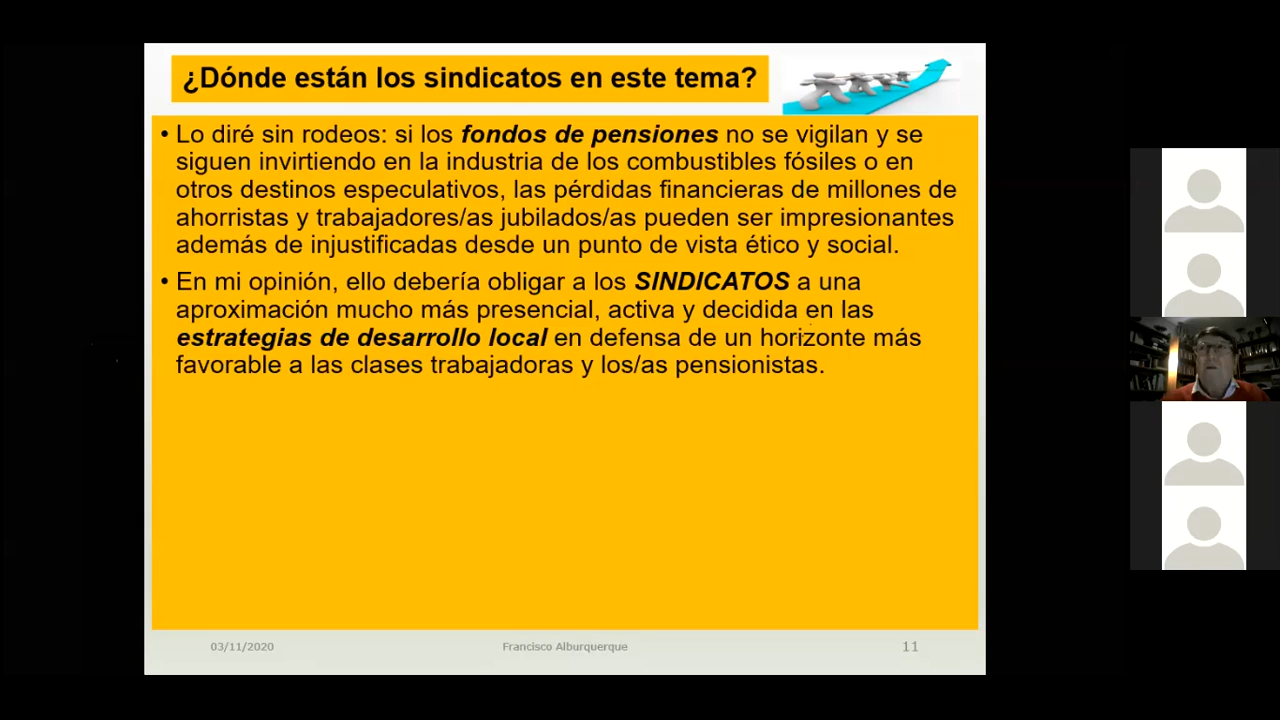 ¿Dónde están los sindicatos en este tema?
• Lo diré sin rodeos: si los fondos de pensiones no se vigilan y se
siguen invirtiendo en la industria de los combustibles fósiles o en
otros destinos especulativos, las pérdidas financieras de millones de
ahorristas y trabajadores/as jubilados/as pueden ser impresionantes
además de injustificadas desde un punto de vista ético y social.
• En mi opinión, ello debería obligar a los SINDICATOS a una
aproximación mucho más presencial, activa y decidida en las
estrategias de desarrollo local en defensa de un horizonte más
favorable a las clases trabajadoras y los/as pensionistas.
03/11/2020
Francisco Alburquerque
11